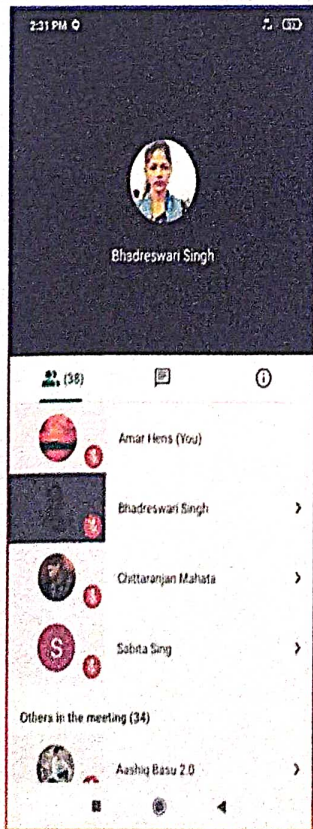 2:31 PM
Bhadreswari Singh
(38)
Amar Hens (You)
Bhadreswari Singh
Chittaranjan Mahata
S
Sabita Sing
Others in the meeting (34)
Aashiq Basu 2.0